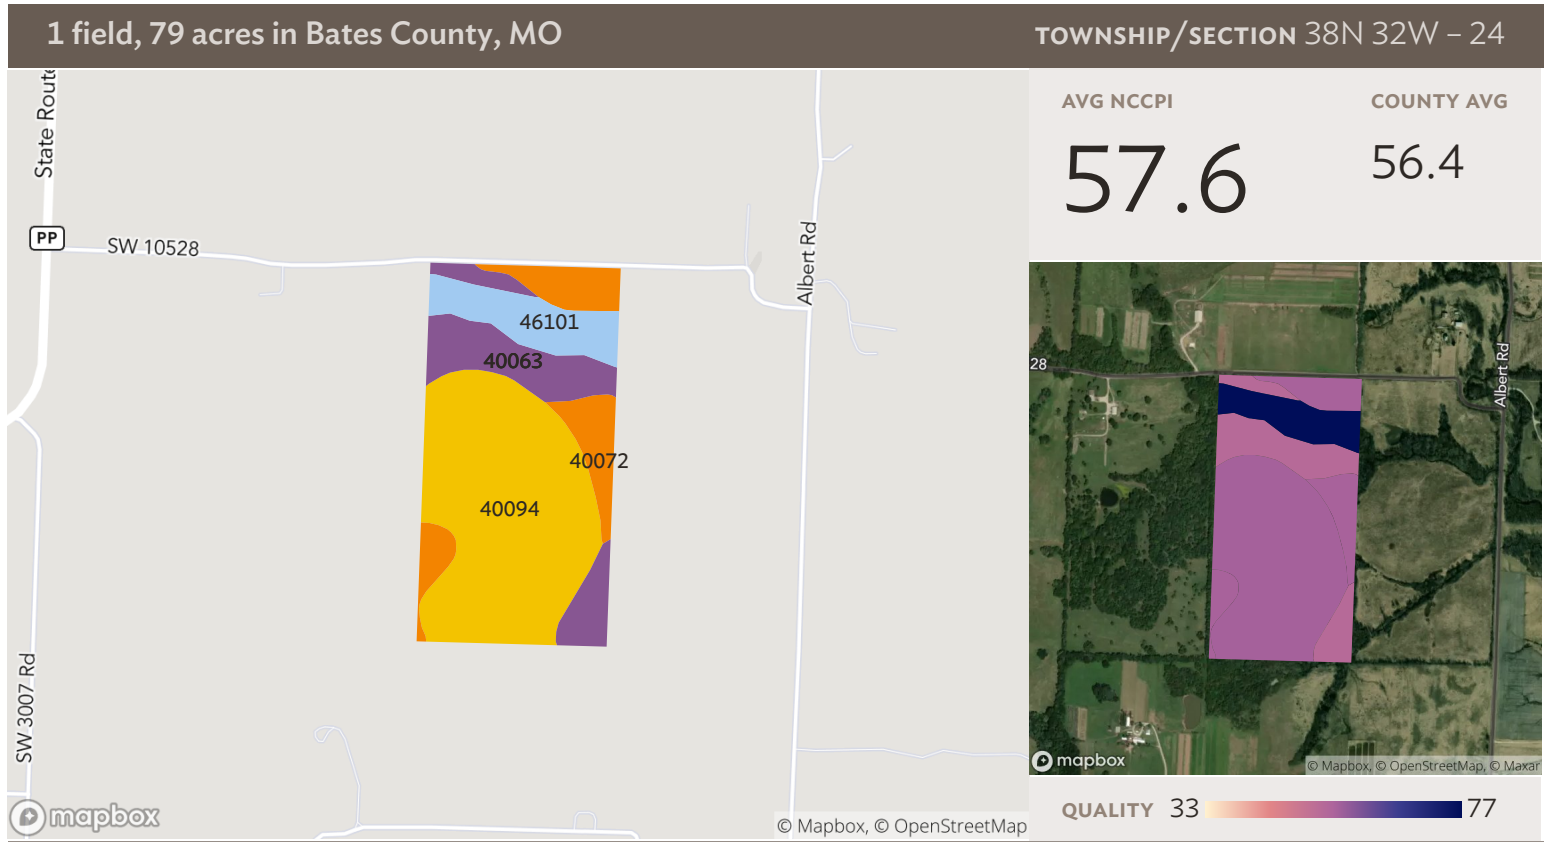 1 field, 79 acres in Bates County, MO
TOWNSHIP/SECTION 38N 32W – 24
State Route
PP
SW 10528
Albert Rd
46101
40063
40072
40094
SW 3007 Rd
mapbox
© Mapbox, © OpenStreetMap
AVG NCCPI
COUNTY AVG
57.6
56.4
28
Albert Rd
mapbox
© Mapbox, © OpenStreetMap, © Maxar
QUALITY 33 77